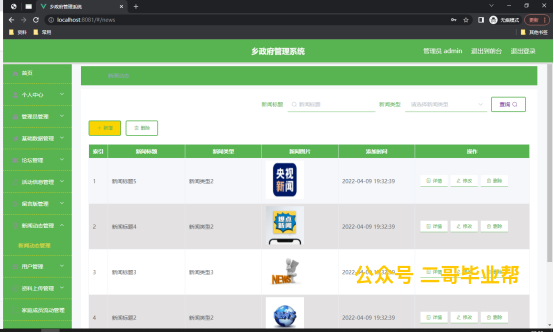 乡政府管理系统
localhost:8081/#/news
无痕模式
更新
资料
常用
其他书签
乡政府管理系统
管理员 admin
退出到前台
退出登录
首页
个人中心
管理员管理
基础数据管理
论坛管理
活动信息管理
留言板管理
新闻动态管理
新闻动态管理
用户管理
资料上传管理
家庭成员流动管理
新闻标题
新闻标题
新闻类型
请选择新闻类型
查询
新增
删除
索引 新闻标题 新闻类型 新闻图片 添加时间 操作
1 新闻标题5 新闻类型2 央视新闻 2022-04-09 19:32:39 详情 修改 删除
2 新闻标题4 新闻类型2 爆点新闻 2022-04-09 19:32:39 详情 修改 删除
3 新闻标题3 新闻类型3 NEWS 2022-04-09 19:32:39 详情 修改 删除
4 新闻标题2 新闻类型2 2022-04-09 19:32:39 详情 修改 删除
公众号 二哥毕业帮